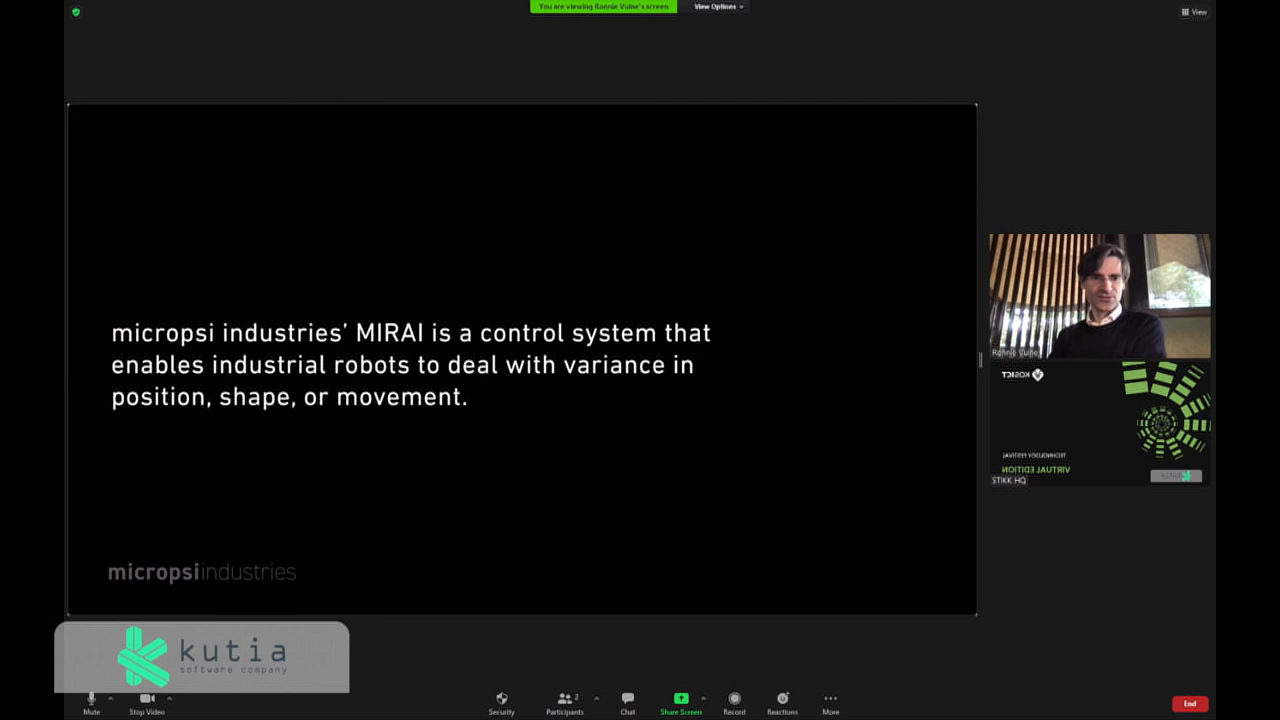 You are viewing Ronnie Vuine's screen
View Options
View
micropsi industries' MIRAI is a control system that
enables industrial robots to deal with variance in
position, shape, or movement.
micropsiindustries
Ronnie Vuine
KOSICT
TECHNOLOGY FESTIVAL
VIRTUAL EDITION
STIKK HQ
kutia
software company
Mute
Stop Video
Security
Participants
2
Chat
Share Screen
Record
Reactions
More
End